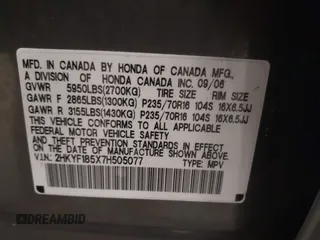 MFD. IN CANADA BY HONDA OF CANADA MFG.,
A DIVISION OF HONDA CANADA INC. 09/06
GVWR 5950LBS(2700KG) TIRE SIZE RIM SIZE
GAWR F 2865LBS(1300KG) P235/70R16 104S 16X6.5JJ
GAWR R 3155LBS(1430KG) P235/70R16 104S 16X6.5JJ
THIS VEHICLE CONFORMS TO ALL APPLICABLE FEDERAL
MOTOR VEHICLE SAFETY
AND THEFT PREVENTION STANDARDS IN EFFECT ON THE
DATE OF MANUFACTURE SHOWN ABOVE.
V.I.N: 2HKYF185X7H505077 TYPE: MPV
DREAMBID